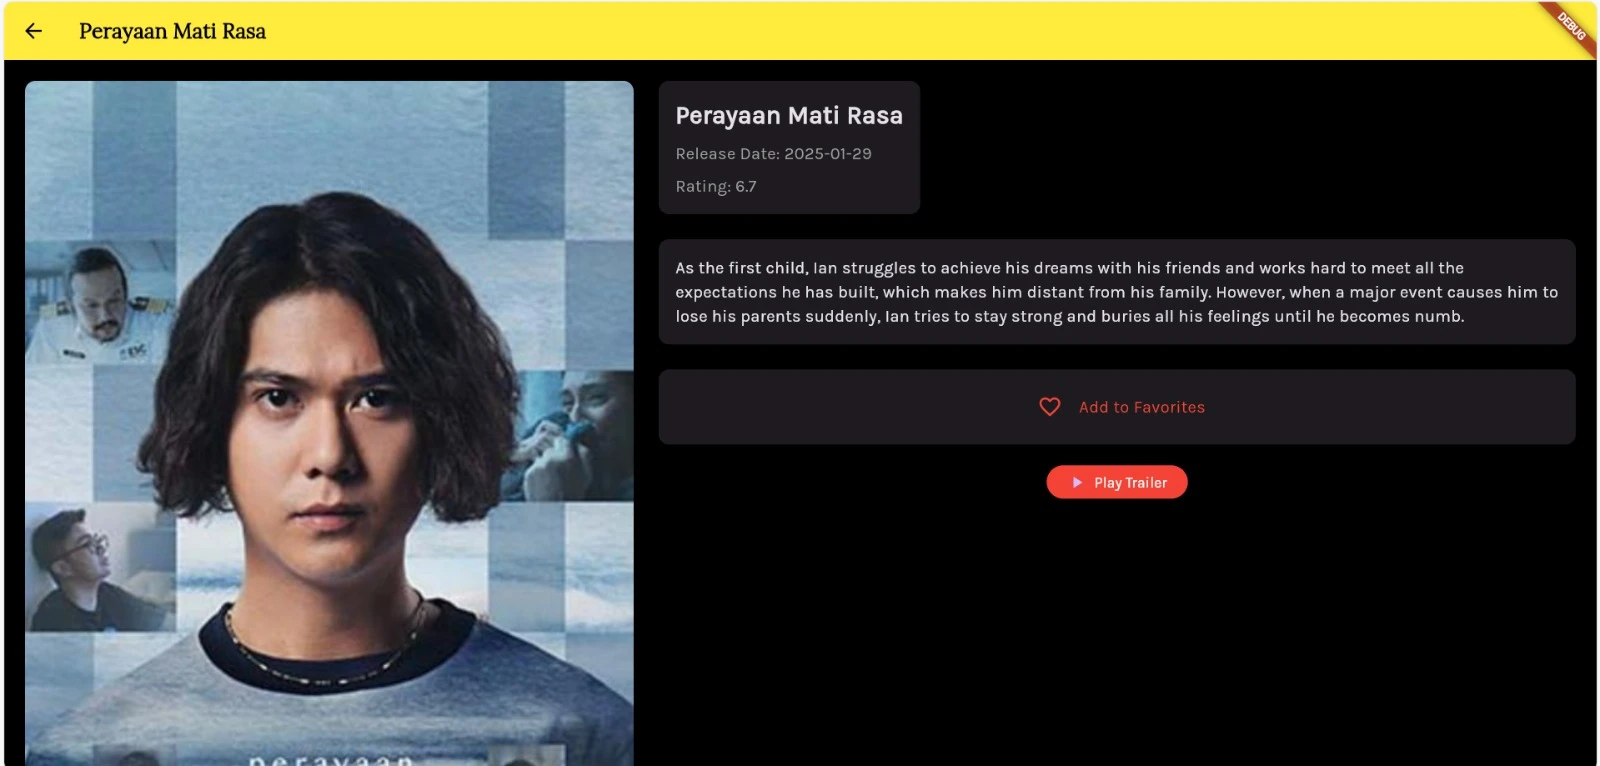 Perayaan Mati Rasa
DEBUG
Perayaan Mati Rasa
Release Date: 2025-01-29
Rating: 6.7
As the first child, Ian struggles to achieve his dreams with his friends and works hard to meet all the
expectations he has built, which makes him distant from his family. However, when a major event causes him to
lose his parents suddenly, Ian tries to stay strong and buries all his feelings until he becomes numb.
Add to Favorites
Play Trailer
perayaan